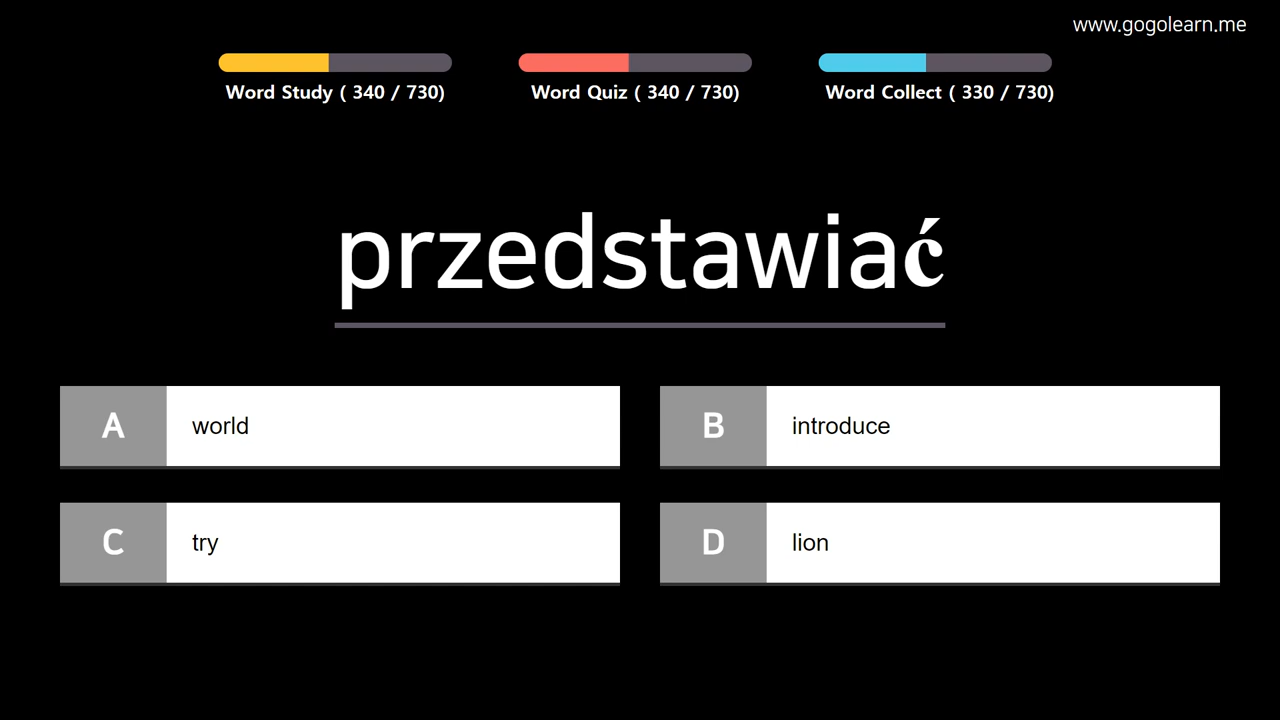 www.gogolearn.me
Word Study ( 340 / 730)
Word Quiz ( 340 / 730)
Word Collect ( 330 / 730)
przedstawiać
A world
B introduce
C try
D lion